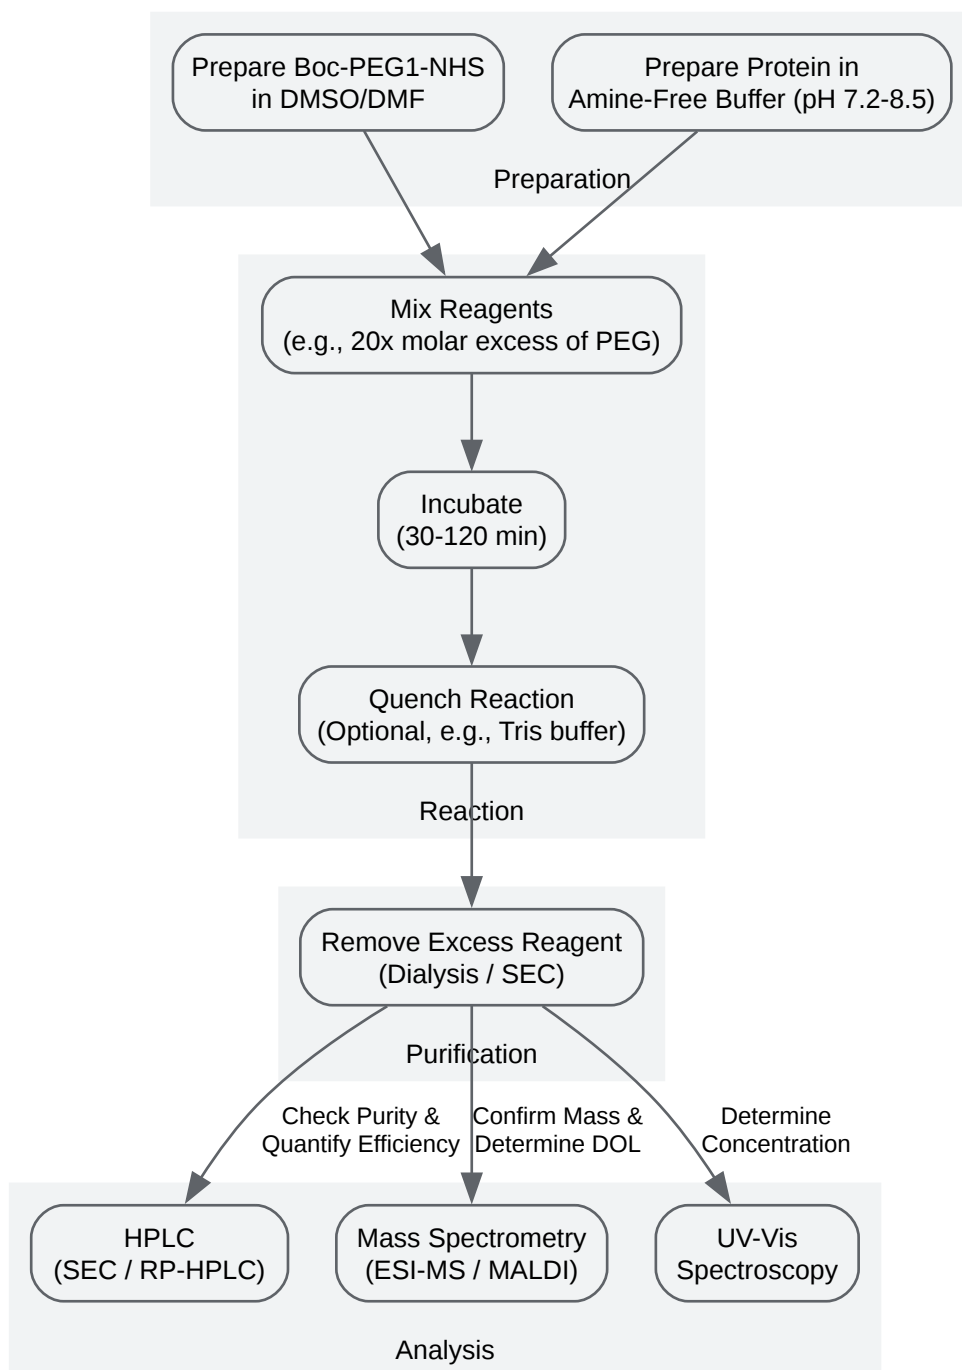 Prepare Boc-PEG1-NHS
in DMSO/DMF
Prepare Protein in
Amine-Free Buffer (pH 7.2-8.5)
Preparation
Mix Reagents
(e.g., 20x molar excess of PEG)
Incubate
(30-120 min)
Quench Reaction
(Optional, e.g., Tris buffer)
Reaction
Remove Excess Reagent
(Dialysis / SEC)
Purification
Check Purity &
Quantify Efficiency
Confirm Mass &
Determine DOL
Determine
Concentration
HPLC
(SEC / RP-HPLC)
Mass Spectrometry
(ESI-MS / MALDI)
UV-Vis
Spectroscopy
Analysis